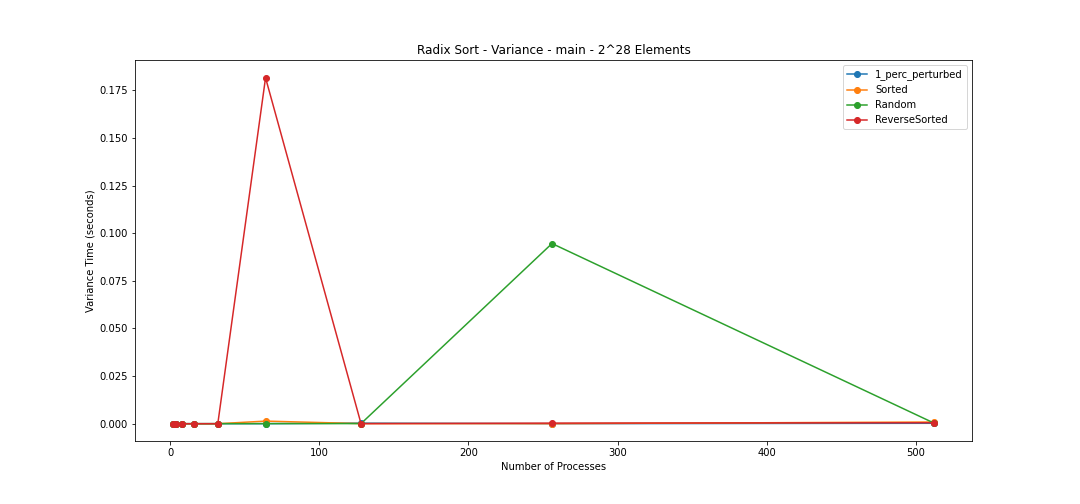 Radix Sort - Variance - main - 2^28 Elements
1_perc_perturbed
Sorted
Random
ReverseSorted
Variance Time (seconds)
0.175
0.150
0.125
0.100
0.075
0.050
0.025
0.000
0 100 200 300 400 500
Number of Processes